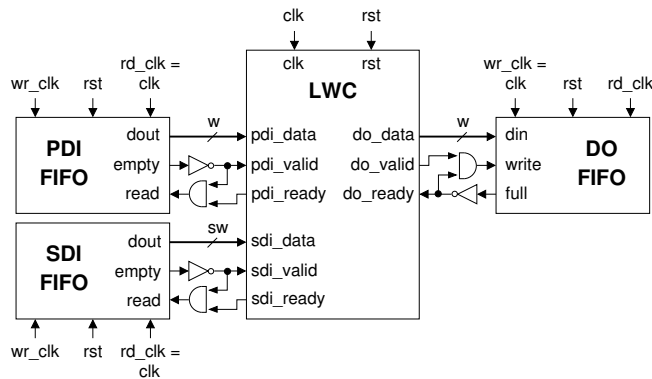 clk rst
wr_clk rst rd_clk = clk
clk rst
wr_clk = clk rst rd_clk
LWC
PDI FIFO
dout
empty
read
w
pdi_data
pdi_valid
pdi_ready
do_data
do_valid
do_ready
w
din
write
full
DO FIFO
SDI FIFO
dout
empty
read
sw
sdi_data
sdi_valid
sdi_ready
wr_clk rst rd_clk = clk